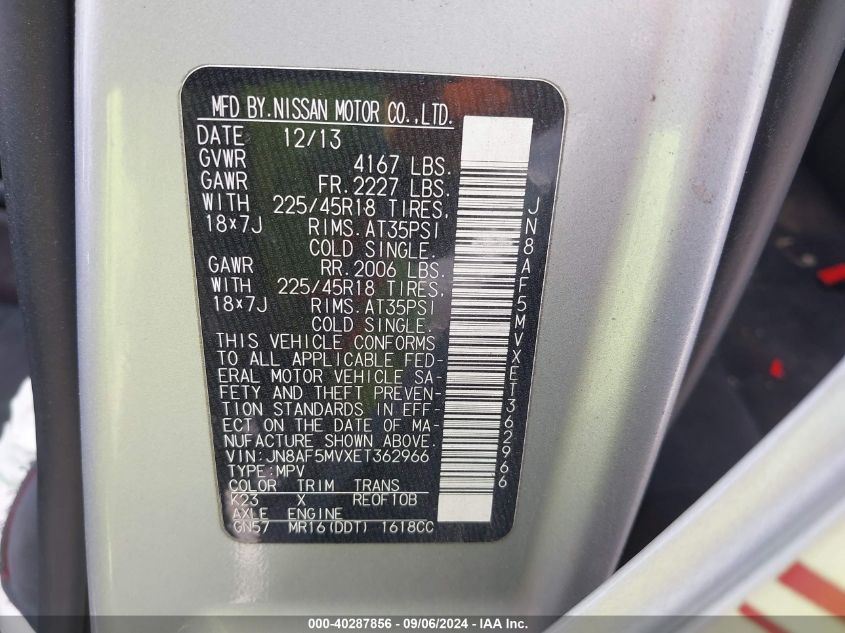 MFD BY.NISSAN MOTOR CO.,LTD.
DATE 12/13
GVWR 4167 LBS.
GAWR FR.2227 LBS.
WITH 225/45R18 TIRES,
18×7J RIMS.AT35PSI
COLD SINGLE.
GAWR RR.2006 LBS.
WITH 225/45R18 TIRES,
18×7J RIMS.AT35PSI
COLD SINGLE.
THIS VEHICLE CONFORMS
TO ALL APPLICABLE FED-
ERAL MOTOR VEHICLE SA-
FETY AND THEFT PREVEN-
TION STANDARDS IN EFF-
ECT ON THE DATE OF MA-
NUFACTURE SHOWN ABOVE.
VIN:JN8AF5MVXET362966
TYPE:MPV
COLOR TRIM TRANS
K23 X RE0F10B
AXLE ENGINE
GN57 MR16(DDT) 1618CC
JN8AF5MVXET362966
000-40287856 - 09/06/2024 - IAA Inc.